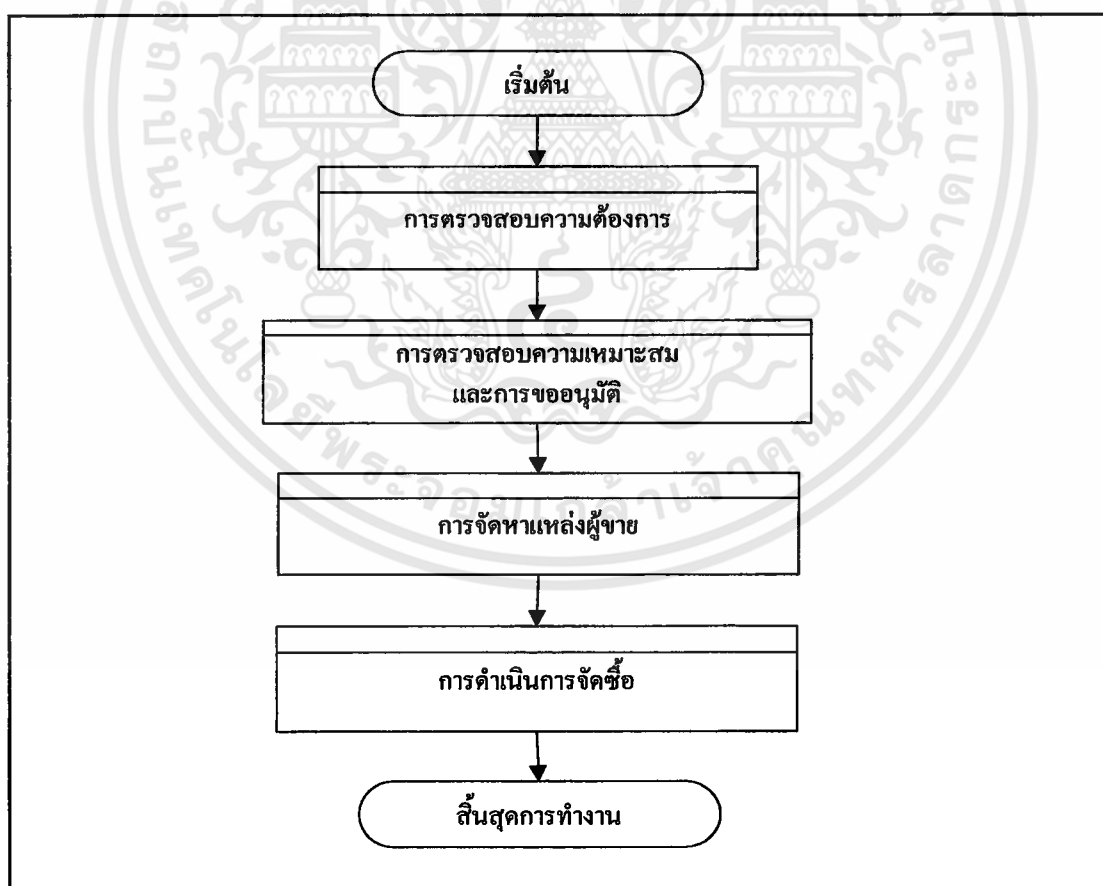 เริ่มต้น
การตรวจสอบความต้องการ
การตรวจสอบความเหมาะสม
และการขออนุมัติ
การจัดหาแหล่งผู้ขาย
การดำเนินการจัดซื้อ
สิ้นสุดการทำงาน